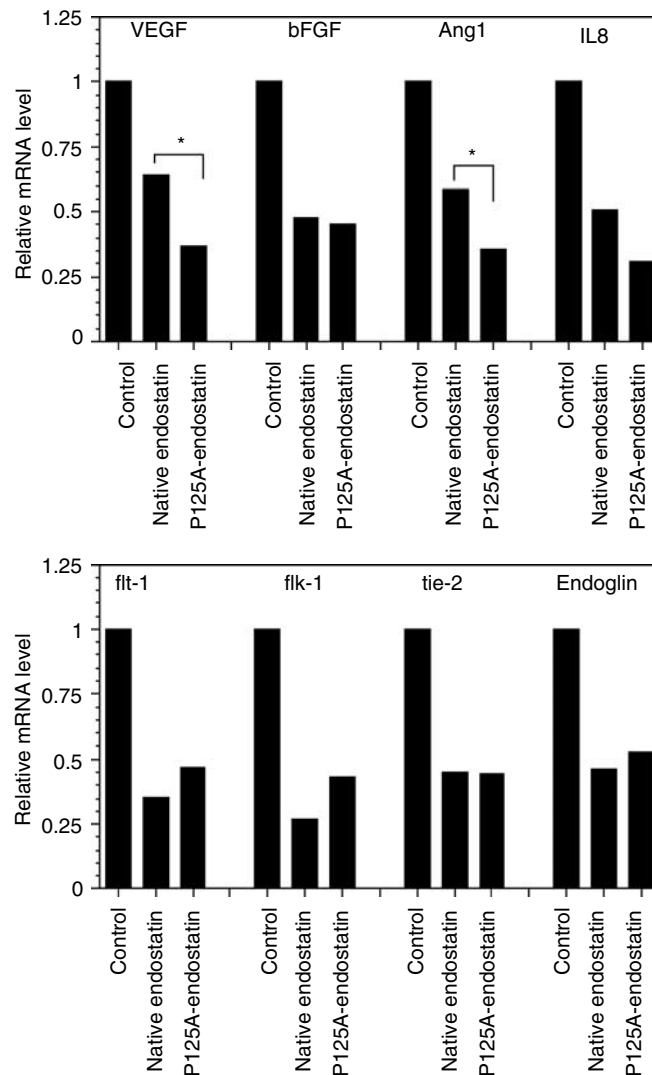 1.25
VEGF
bFGF
Ang1
IL8
1
0.75
*
*
0.5
0.25
0
Relative mRNA level
Control
Native endostatin
P125A-endostatin
Control
Native endostatin
P125A-endostatin
Control
Native endostatin
P125A-endostatin
Control
Native endostatin
P125A-endostatin
1.25
flt-1
flk-1
tie-2
Endoglin
1
0.75
0.5
0.25
0
Relative mRNA level
Control
Native endostatin
P125A-endostatin
Control
Native endostatin
P125A-endostatin
Control
Native endostatin
P125A-endostatin
Control
Native endostatin
P125A-endostatin